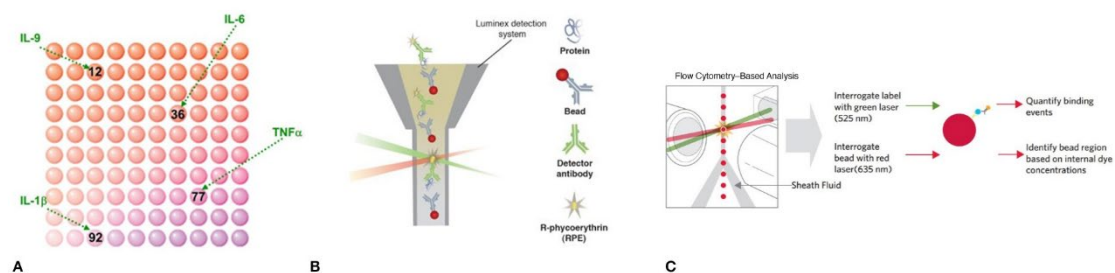 IL-6
IL-9
12
36
TNFα
77
IL-1β
92
A
Luminex detection
system
Protein
Bead
Detector
antibody
R-phycoerythrin
(RPE)
B
Flow Cytometry–Based Analysis
Sheath Fluid
Interrogate label
with green laser
(525 nm)
Interrogate
bead with red
laser(635 nm)
Quantify binding
events
Identify bead region
based on internal dye
concentrations
C